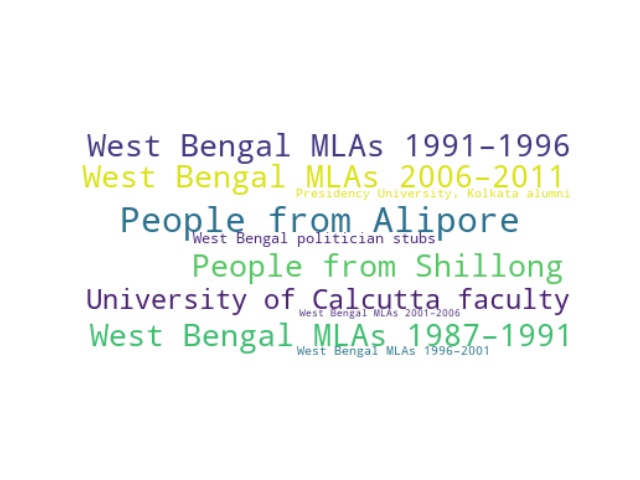 West Bengal MLAs 1991–1996
West Bengal MLAs 2006–2011
Presidency University, Kolkata alumni
People from Alipore
West Bengal politician stubs
People from Shillong
University of Calcutta faculty
West Bengal MLAs 2001–2006
West Bengal MLAs 1987–1991
West Bengal MLAs 1996–2001